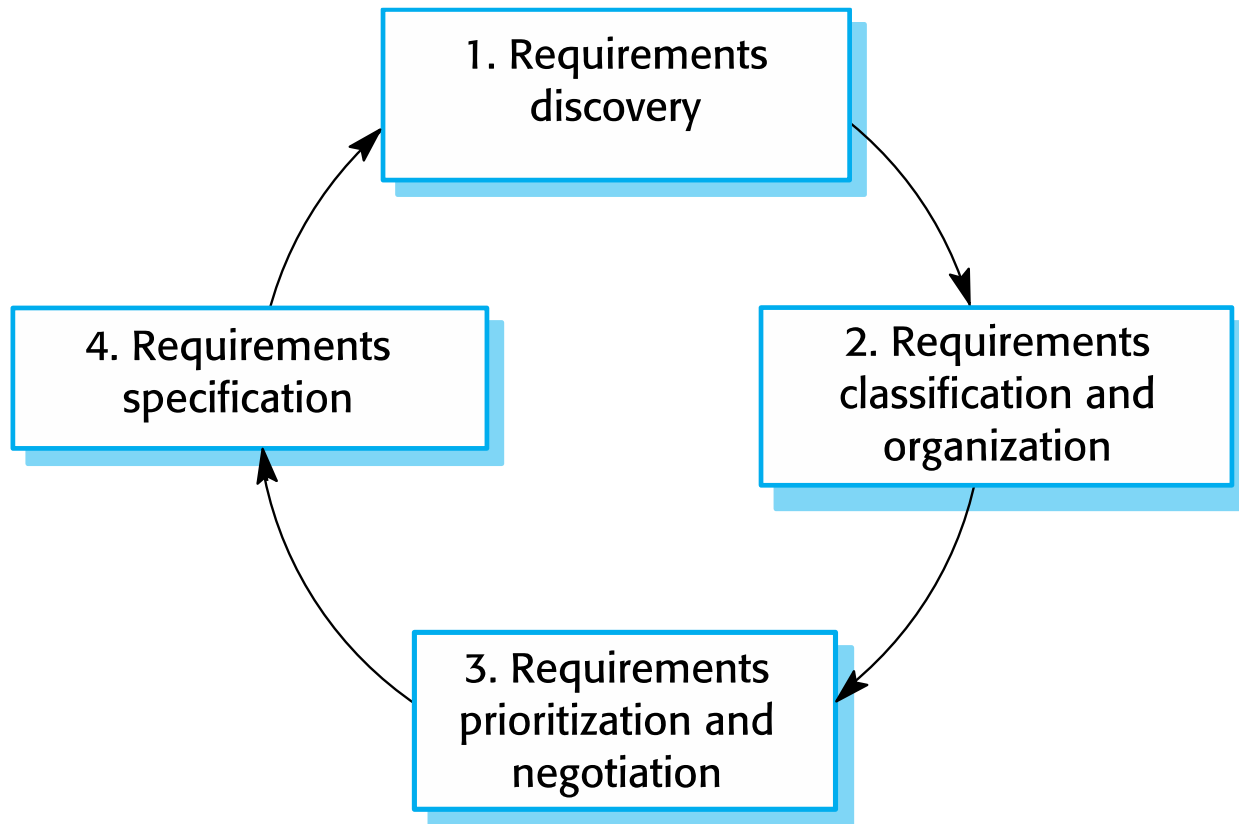 1. Requirements
discovery
2. Requirements
classification and
organization
3. Requirements
prioritization and
negotiation
4. Requirements
specification